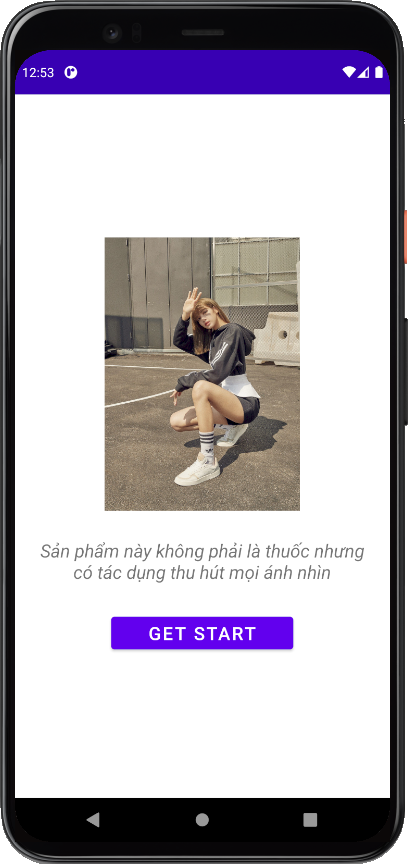 12:53
Sản phẩm này không phải là thuốc nhưng
có tác dụng thu hút mọi ánh nhìn
GET START